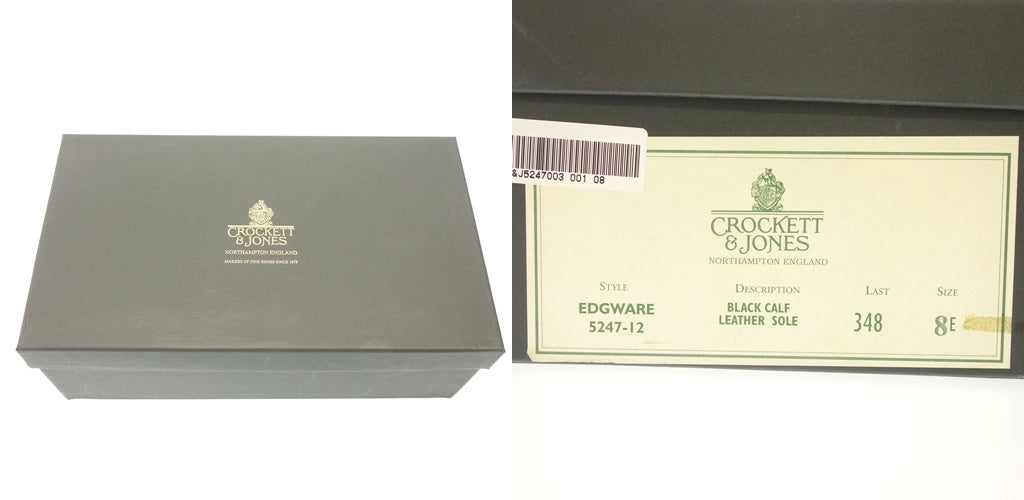 CROCKETT
& JONES
NORTHAMPTON ENGLAND
MAKERS OF FINE SHOES SINCE 1879
&J5247003 001 08
CROCKETT
& JONES
NORTHAMPTON ENGLAND
STYLE DESCRIPTION LAST SIZE
EDGWARE BLACK CALF
5247-12 LEATHER SOLE 348 8E